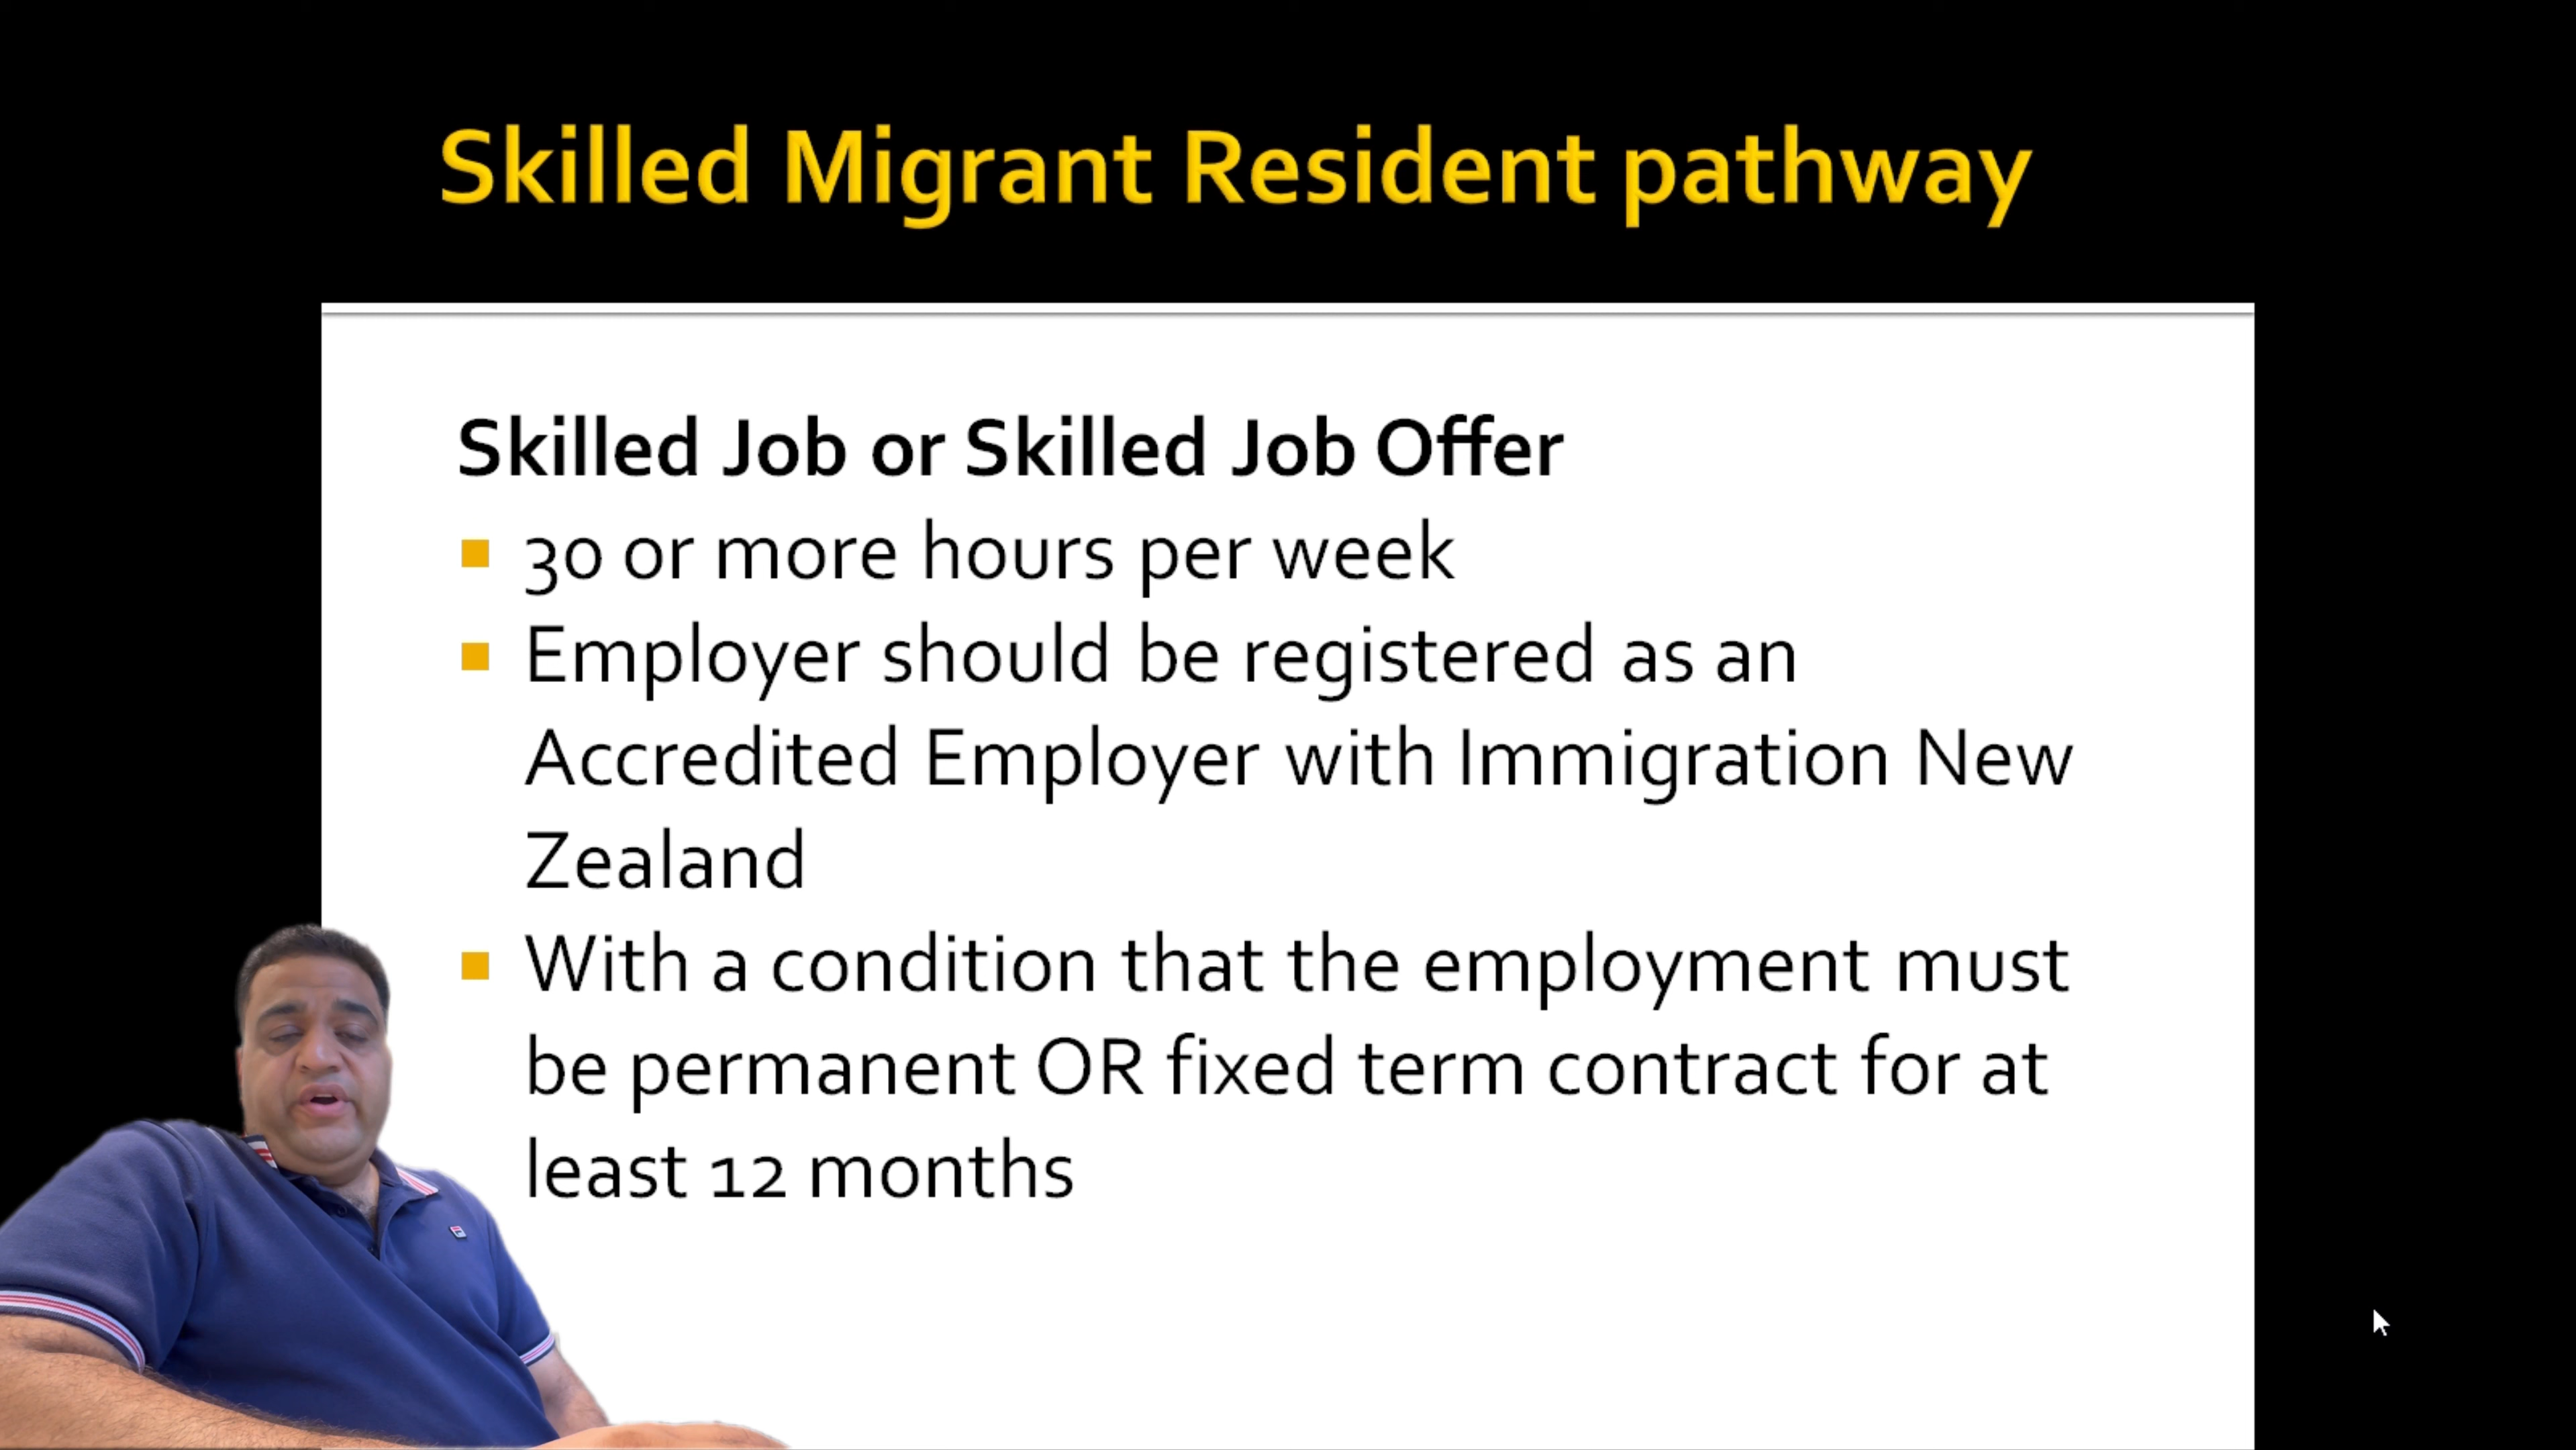 Skilled Migrant Resident pathway
Skilled Job or Skilled Job Offer
30 or more hours per week
Employer should be registered as an
Accredited Employer with Immigration New
Zealand
With a condition that the employment must
be permanent OR fixed term contract for at
least 12 months